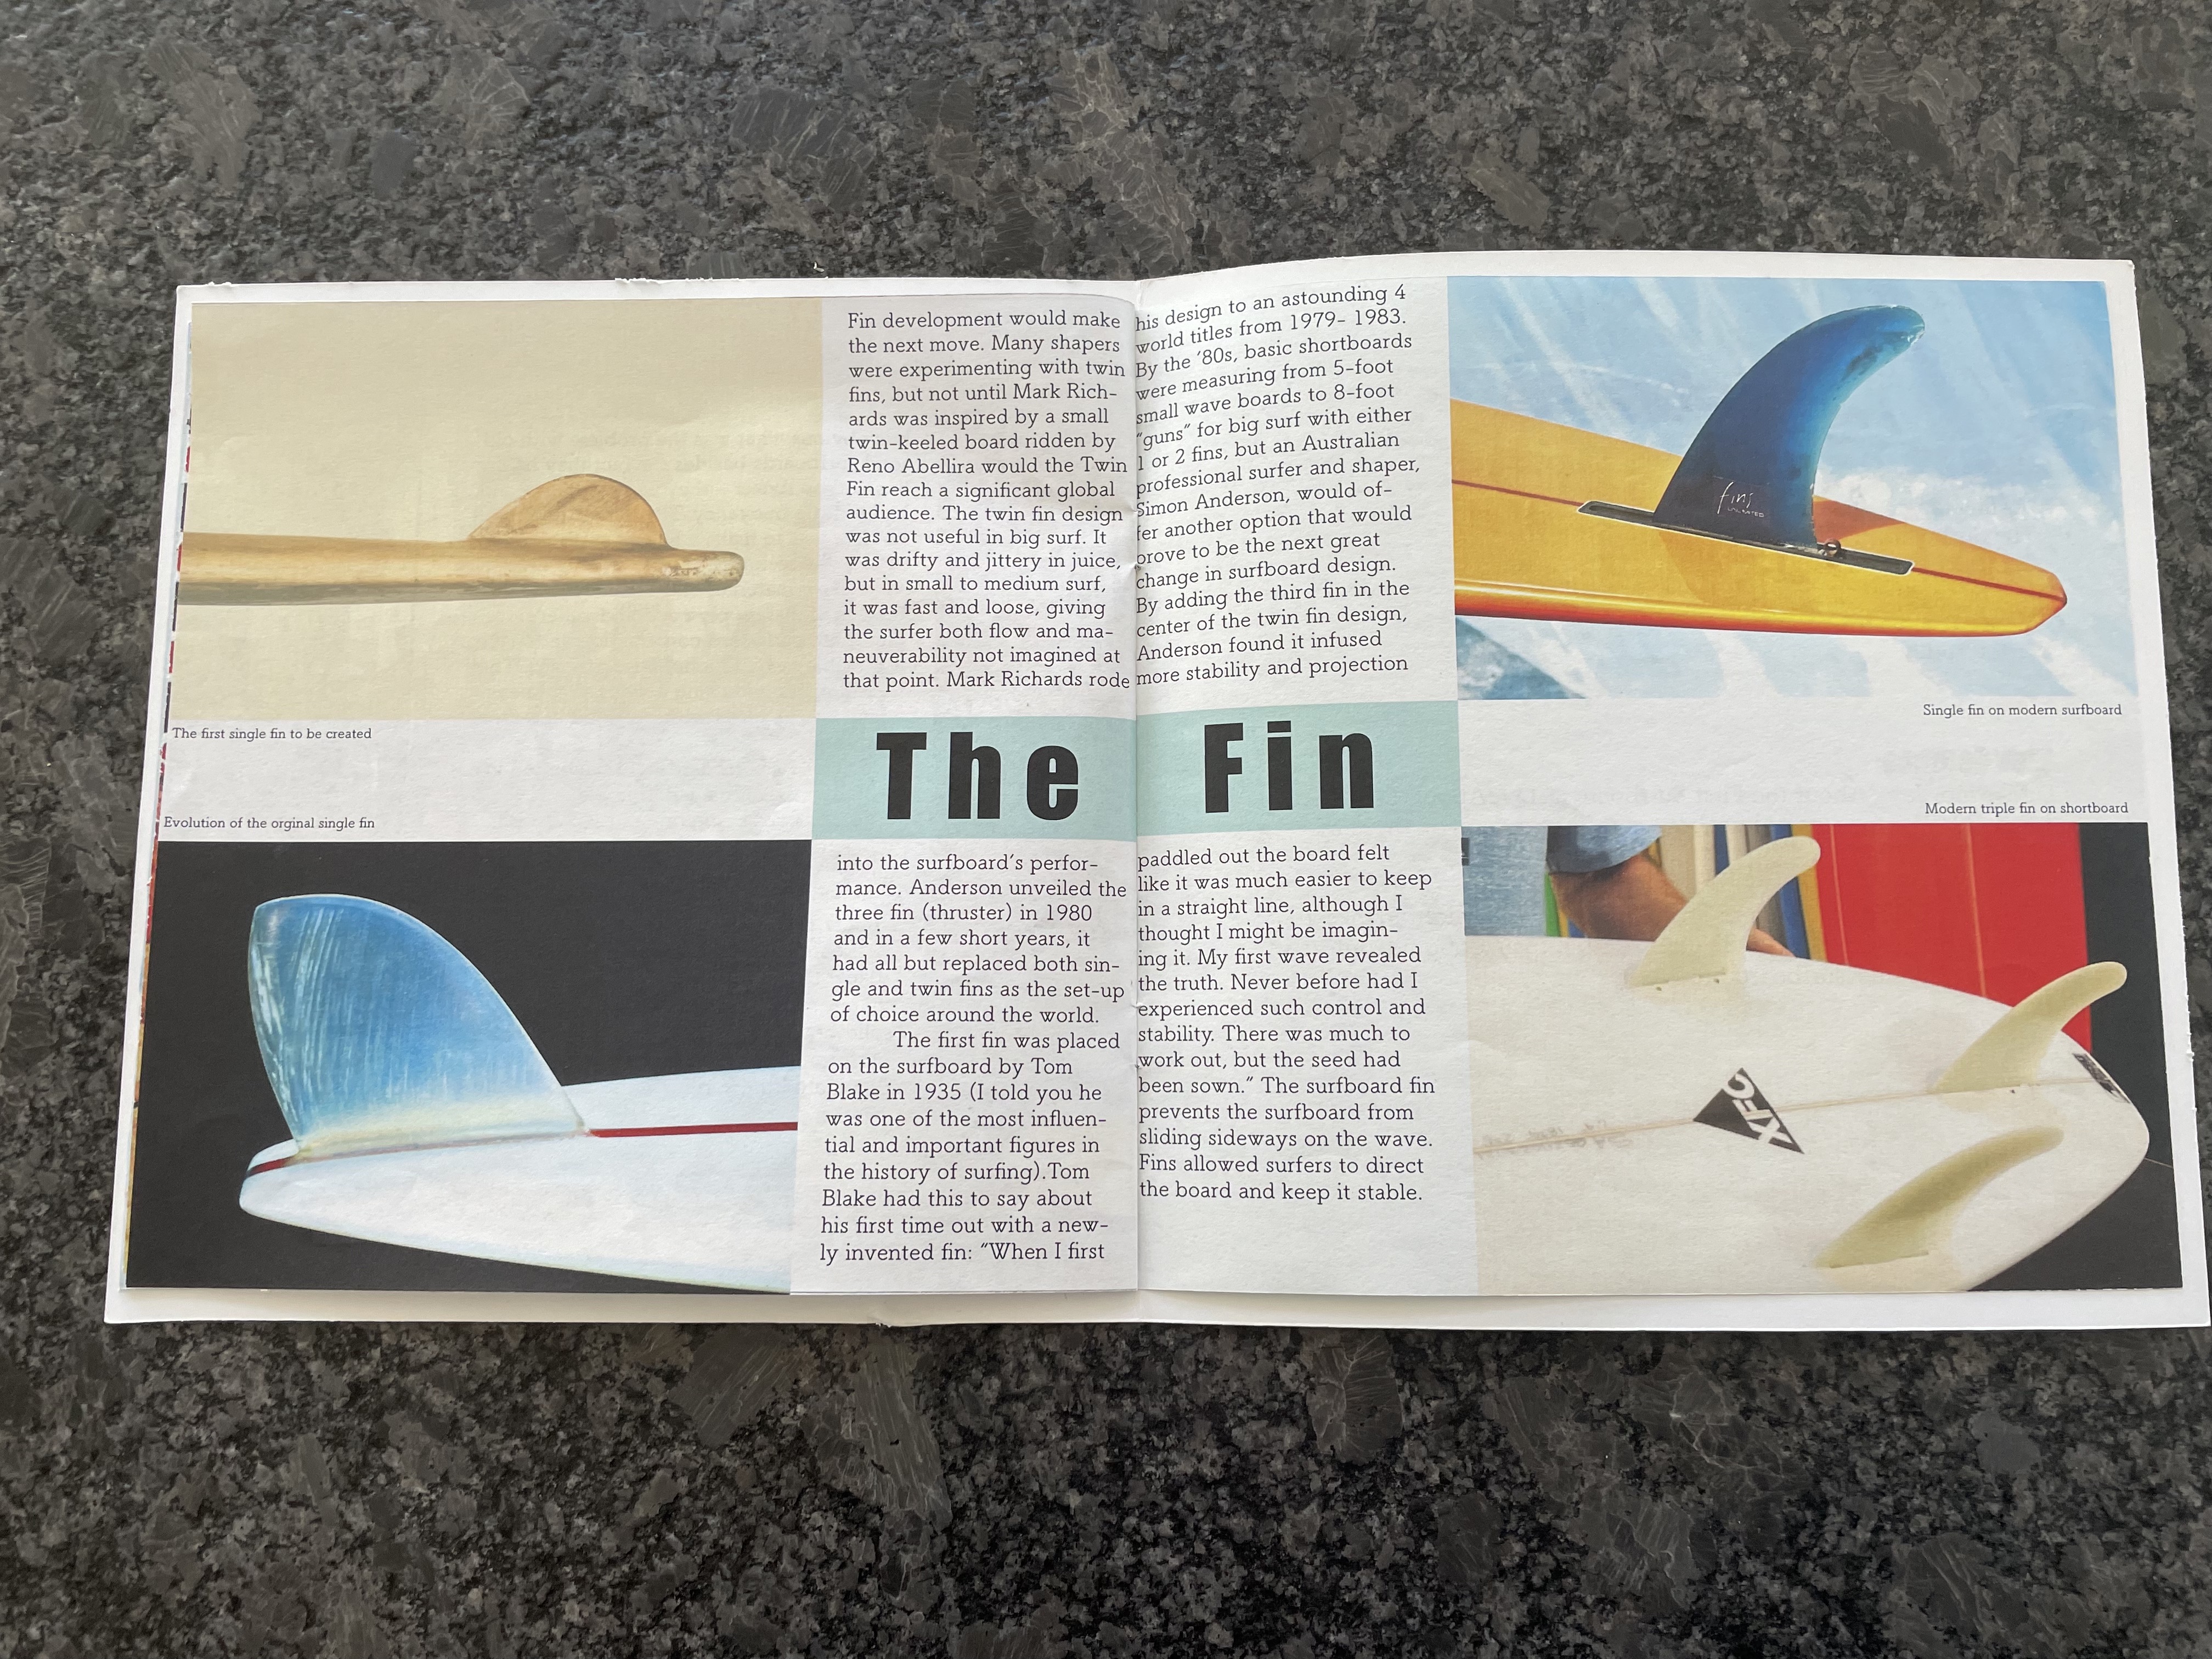 Fin development would make
the next move. Many shapers
were experimenting with twin
fins, but not until Mark Rich-
ards was inspired by a small
twin-keeled board ridden by
Reno Abellira would the Twin
Fin reach a significant global
audience. The twin fin design
was not useful in big surf. It
was drifty and jittery in juice,
but in small to medium surf,
it was fast and loose, giving
the surfer both flow and ma-
neuverability not imagined at
that point. Mark Richards rode
his design to an astounding 4
world titles from 1979- 1983.
By the '80s, basic shortboards
were measuring from 5-foot
small wave boards to 8-foot
"guns" for big surf with either
1 or 2 fins, but an Australian
professional surfer and shaper,
Simon Anderson, would of-
fer another option that would
prove to be the next great
change in surfboard design.
By adding the third fin in the
center of the twin fin design,
Anderson found it infused
more stability and projection
fins
UNLIMITED
The first single fin to be created
Single fin on modern surfboard
The Fin
Evolution of the orginal single fin
Modern triple fin on shortboard
into the surfboard's perfor-
mance. Anderson unveiled the
three fin (thruster) in 1980
and in a few short years, it
had all but replaced both sin-
gle and twin fins as the set-up
of choice around the world.
The first fin was placed
on the surfboard by Tom
Blake in 1935 (I told you he
was one of the most influen-
tial and important figures in
the history of surfing).Tom
Blake had this to say about
his first time out with a new-
ly invented fin: "When I first
paddled out the board felt
like it was much easier to keep
in a straight line, although I
thought I might be imagin-
ing it. My first wave revealed
the truth. Never before had I
experienced such control and
stability. There was much to
work out, but the seed had
been sown." The surfboard fin
prevents the surfboard from
sliding sideways on the wave.
Fins allowed surfers to direct
the board and keep it stable.